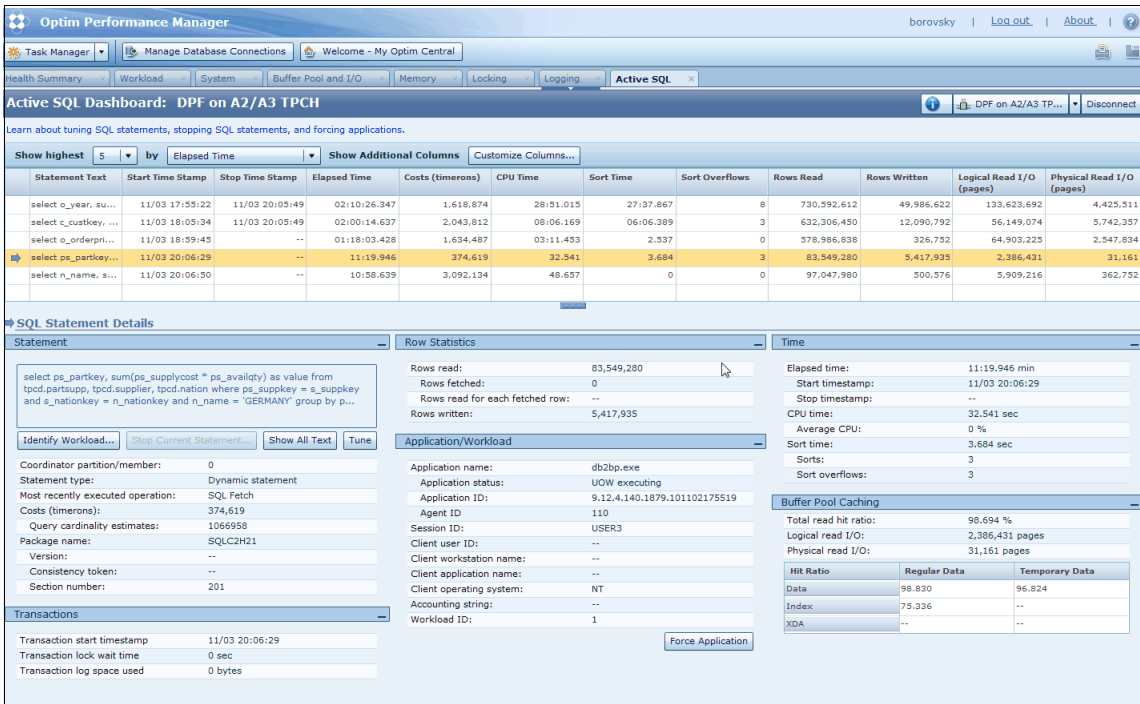 Optim Performance Manager
borovsky | Log out | About | ?
Task Manager Manage Database Connections Welcome - My Optim Central
Health Summary Workload System Buffer Pool and I/O Memory Locking Logging Active SQL ×
Active SQL Dashboard: DPF on A2/A3 TPCH
DPF on A2/A3 TP... Disconnect
Learn about tuning SQL statements, stopping SQL statements, and forcing applications.
Show highest 5 by Elapsed Time Show Additional Columns Customize Columns...
Statement Text Start Time Stamp Stop Time Stamp Elapsed Time Costs (timerons) CPU Time Sort Time Sort Overflows Rows Read Rows Written Logical Read I/O (pages) Physical Read I/O (pages)
select o_year, su... 11/03 17:55:22 11/03 20:05:49 02:10:26.347 1,618,874 28:51.015 27:37.867 8 730,592,612 49,986,622 133,623,692 4,425,511
select c_custkey, ... 11/03 18:05:34 11/03 20:05:49 02:00:14.637 2,043,812 08:06.169 06:06.389 3 632,306,450 12,090,792 56,149,074 5,742,357
select o_orderpri... 11/03 18:59:45 -- 01:18:03.428 1,634,487 03:11.453 2.537 0 578,986,838 326,752 64,903,225 2,547,834
select ps_partkey... 11/03 20:06:29 -- 11:19.946 374,619 32.541 3.684 3 83,549,280 5,417,935 2,386,431 31,161
select n_name, s... 11/03 20:06:50 -- 10:58.639 3,092,134 48.657 0 0 97,047,980 500,576 5,909,216 362,752
SQL Statement Details
Statement
select ps_partkey, sum(ps_supplycost * ps_availqty) as value from
tpcd.partsupp, tpcd.supplier, tpcd.nation where ps_suppkey = s_suppkey
and s_nationkey = n_nationkey and n_name = 'GERMANY' group by p...
Identify Workload... Stop Current Statement... Show All Text Tune
Coordinator partition/member: 0
Statement type: Dynamic statement
Most recently executed operation: SQL Fetch
Costs (timerons): 374,619
Query cardinality estimates: 1066958
Package name: SQLC2H21
Version: --
Consistency token: --
Section number: 201
Transactions
Transaction start timestamp 11/03 20:06:29
Transaction lock wait time 0 sec
Transaction log space used 0 bytes
Row Statistics
Rows read: 83,549,280
Rows fetched: 0
Rows read for each fetched row: --
Rows written: 5,417,935
Application/Workload
Application name: db2bp.exe
Application status: UOW executing
Application ID: 9.12.4.140.1879.101102175519
Agent ID 110
Session ID: USER3
Client user ID: --
Client workstation name: --
Client application name: --
Client operating system: NT
Accounting string: --
Workload ID: 1
Force Application
Time
Elapsed time: 11:19.946 min
Start timestamp: 11/03 20:06:29
Stop timestamp: --
CPU time: 32.541 sec
Average CPU: 0 %
Sort time: 3.684 sec
Sorts: 3
Sort overflows: 3
Buffer Pool Caching
Total read hit ratio: 98.694 %
Logical read I/O: 2,386,431 pages
Physical read I/O: 31,161 pages
Hit Ratio Regular Data Temporary Data
Data 98.830 96.824
Index 75.336 --
XDA -- --